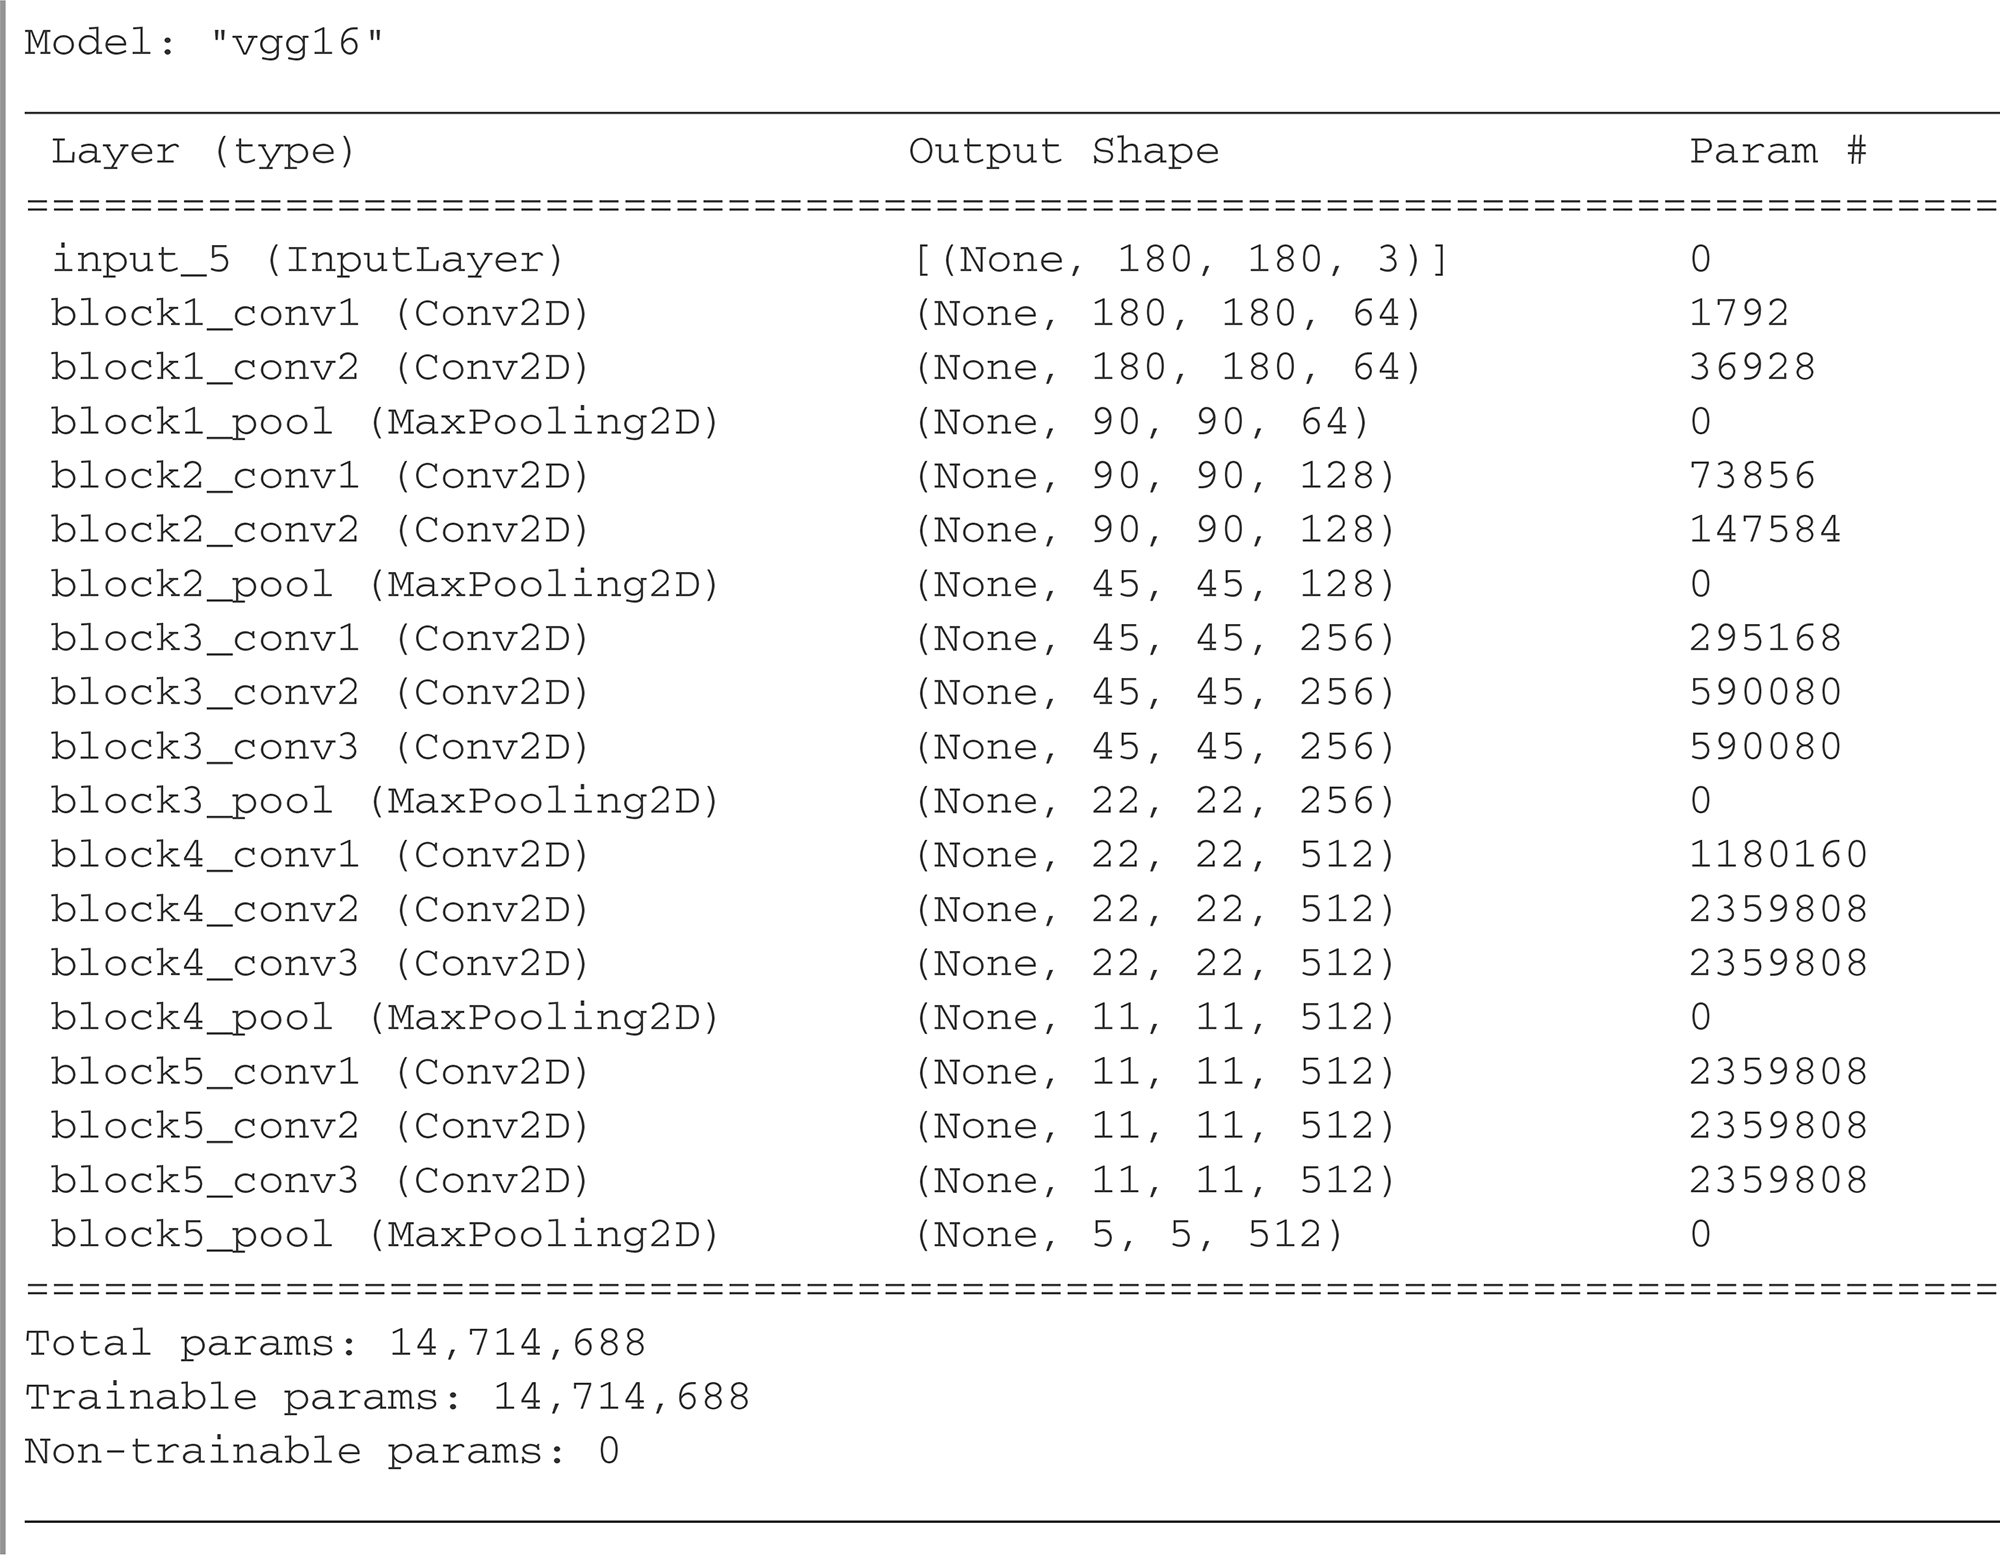 Model: "vgg16"
Layer (type) Output Shape Param #
=================================================================
input_5 (InputLayer) [(None, 180, 180, 3)] 0
block1_conv1 (Conv2D) (None, 180, 180, 64) 1792
block1_conv2 (Conv2D) (None, 180, 180, 64) 36928
block1_pool (MaxPooling2D) (None, 90, 90, 64) 0
block2_conv1 (Conv2D) (None, 90, 90, 128) 73856
block2_conv2 (Conv2D) (None, 90, 90, 128) 147584
block2_pool (MaxPooling2D) (None, 45, 45, 128) 0
block3_conv1 (Conv2D) (None, 45, 45, 256) 295168
block3_conv2 (Conv2D) (None, 45, 45, 256) 590080
block3_conv3 (Conv2D) (None, 45, 45, 256) 590080
block3_pool (MaxPooling2D) (None, 22, 22, 256) 0
block4_conv1 (Conv2D) (None, 22, 22, 512) 1180160
block4_conv2 (Conv2D) (None, 22, 22, 512) 2359808
block4_conv3 (Conv2D) (None, 22, 22, 512) 2359808
block4_pool (MaxPooling2D) (None, 11, 11, 512) 0
block5_conv1 (Conv2D) (None, 11, 11, 512) 2359808
block5_conv2 (Conv2D) (None, 11, 11, 512) 2359808
block5_conv3 (Conv2D) (None, 11, 11, 512) 2359808
block5_pool (MaxPooling2D) (None, 5, 5, 512) 0
=================================================================
Total params: 14,714,688
Trainable params: 14,714,688
Non-trainable params: 0